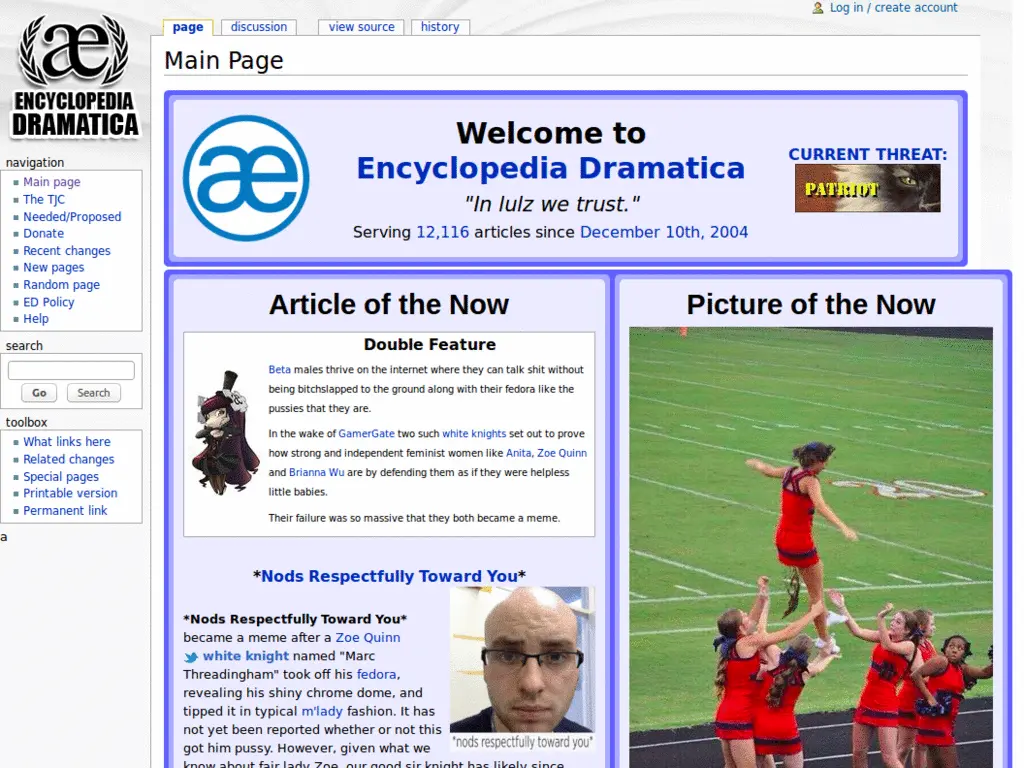 Log in / create account
page
discussion
view source
history
Main Page
æ
ENCYCLOPEDIA
DRAMATICA
navigation
Main page
The TJC
Needed/Proposed
Donate
Recent changes
New pages
Random page
ED Policy
Help
search
Go
Search
toolbox
What links here
Related changes
Special pages
Printable version
Permanent link
a
æ
Welcome to
Encyclopedia Dramatica
"In lulz we trust."
Serving 12,116 articles since December 10th, 2004
CURRENT THREAT:
PATRIOT
Article of the Now
Double Feature
Beta males thrive on the internet where they can talk shit without
being bitchslapped to the ground along with their fedora like the
pussies that they are.
In the wake of GamerGate two such white knights set out to prove
how strong and independent feminist women like Anita, Zoe Quinn
and Brianna Wu are by defending them as if they were helpless
little babies.
Their failure was so massive that they both became a meme.
*Nods Respectfully Toward You*
*Nods Respectfully Toward You*
became a meme after a Zoe Quinn
white knight named "Marc
Threadingham" took off his fedora,
revealing his shiny chrome dome, and
tipped it in typical m'lady fashion. It has
not yet been reported whether or not this
got him pussy. However, given what we
know about fair lady Zoe, our good sir knight has likely since
*nods respectfully toward you*
Picture of the Now